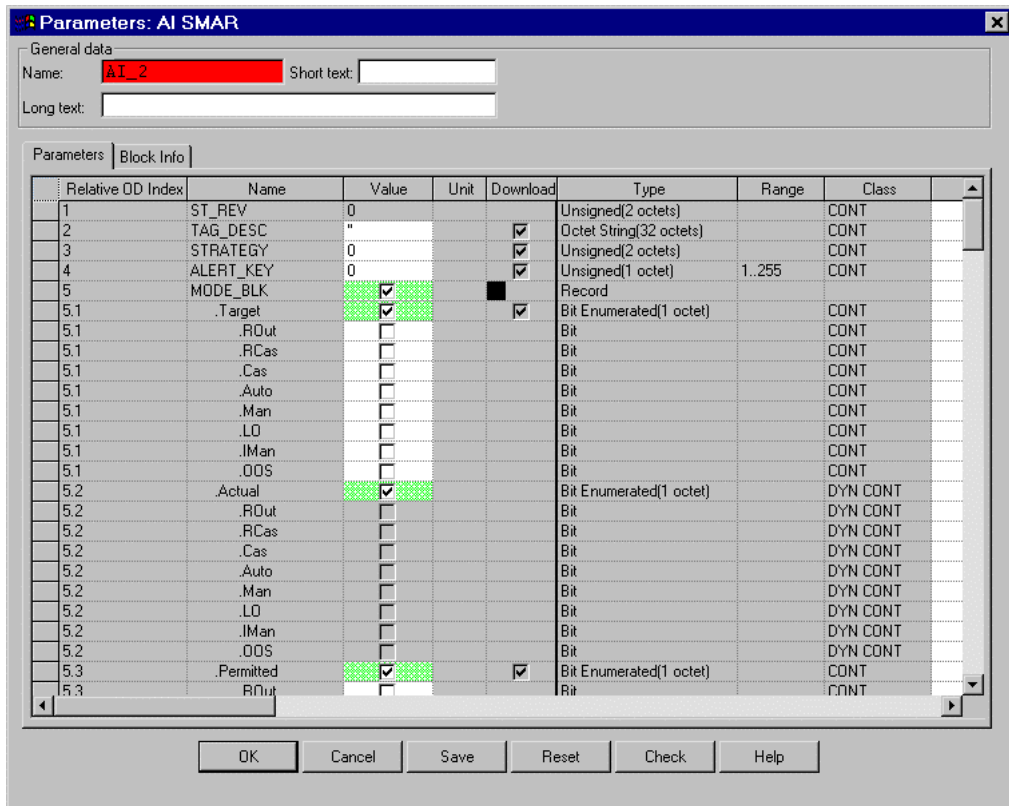 Parameters: AI SMAR
General data
Name: AI_2 Short text:
Long text:
Parameters Block Info
Relative OD Index Name Value Unit Download Type Range Class
1 ST_REV 0 Unsigned(2 octets) CONT
2 TAG_DESC " Octet String(32 octets) CONT
3 STRATEGY 0 Unsigned(2 octets) CONT
4 ALERT_KEY 0 Unsigned(1 octet) 1..255 CONT
5 MODE_BLK Record
5.1 .Target Bit Enumerated(1 octet) CONT
5.1 .ROut Bit CONT
5.1 .RCas Bit CONT
5.1 .Cas Bit CONT
5.1 .Auto Bit CONT
5.1 .Man Bit CONT
5.1 .LO Bit CONT
5.1 .IMan Bit CONT
5.1 .OOS Bit CONT
5.2 .Actual Bit Enumerated(1 octet) DYN CONT
5.2 .ROut Bit DYN CONT
5.2 .RCas Bit DYN CONT
5.2 .Cas Bit DYN CONT
5.2 .Auto Bit DYN CONT
5.2 .Man Bit DYN CONT
5.2 .LO Bit DYN CONT
5.2 .IMan Bit DYN CONT
5.2 .OOS Bit DYN CONT
5.3 .Permitted Bit Enumerated(1 octet) CONT
5.3 .ROut Bit CONT
OK Cancel Save Reset Check Help